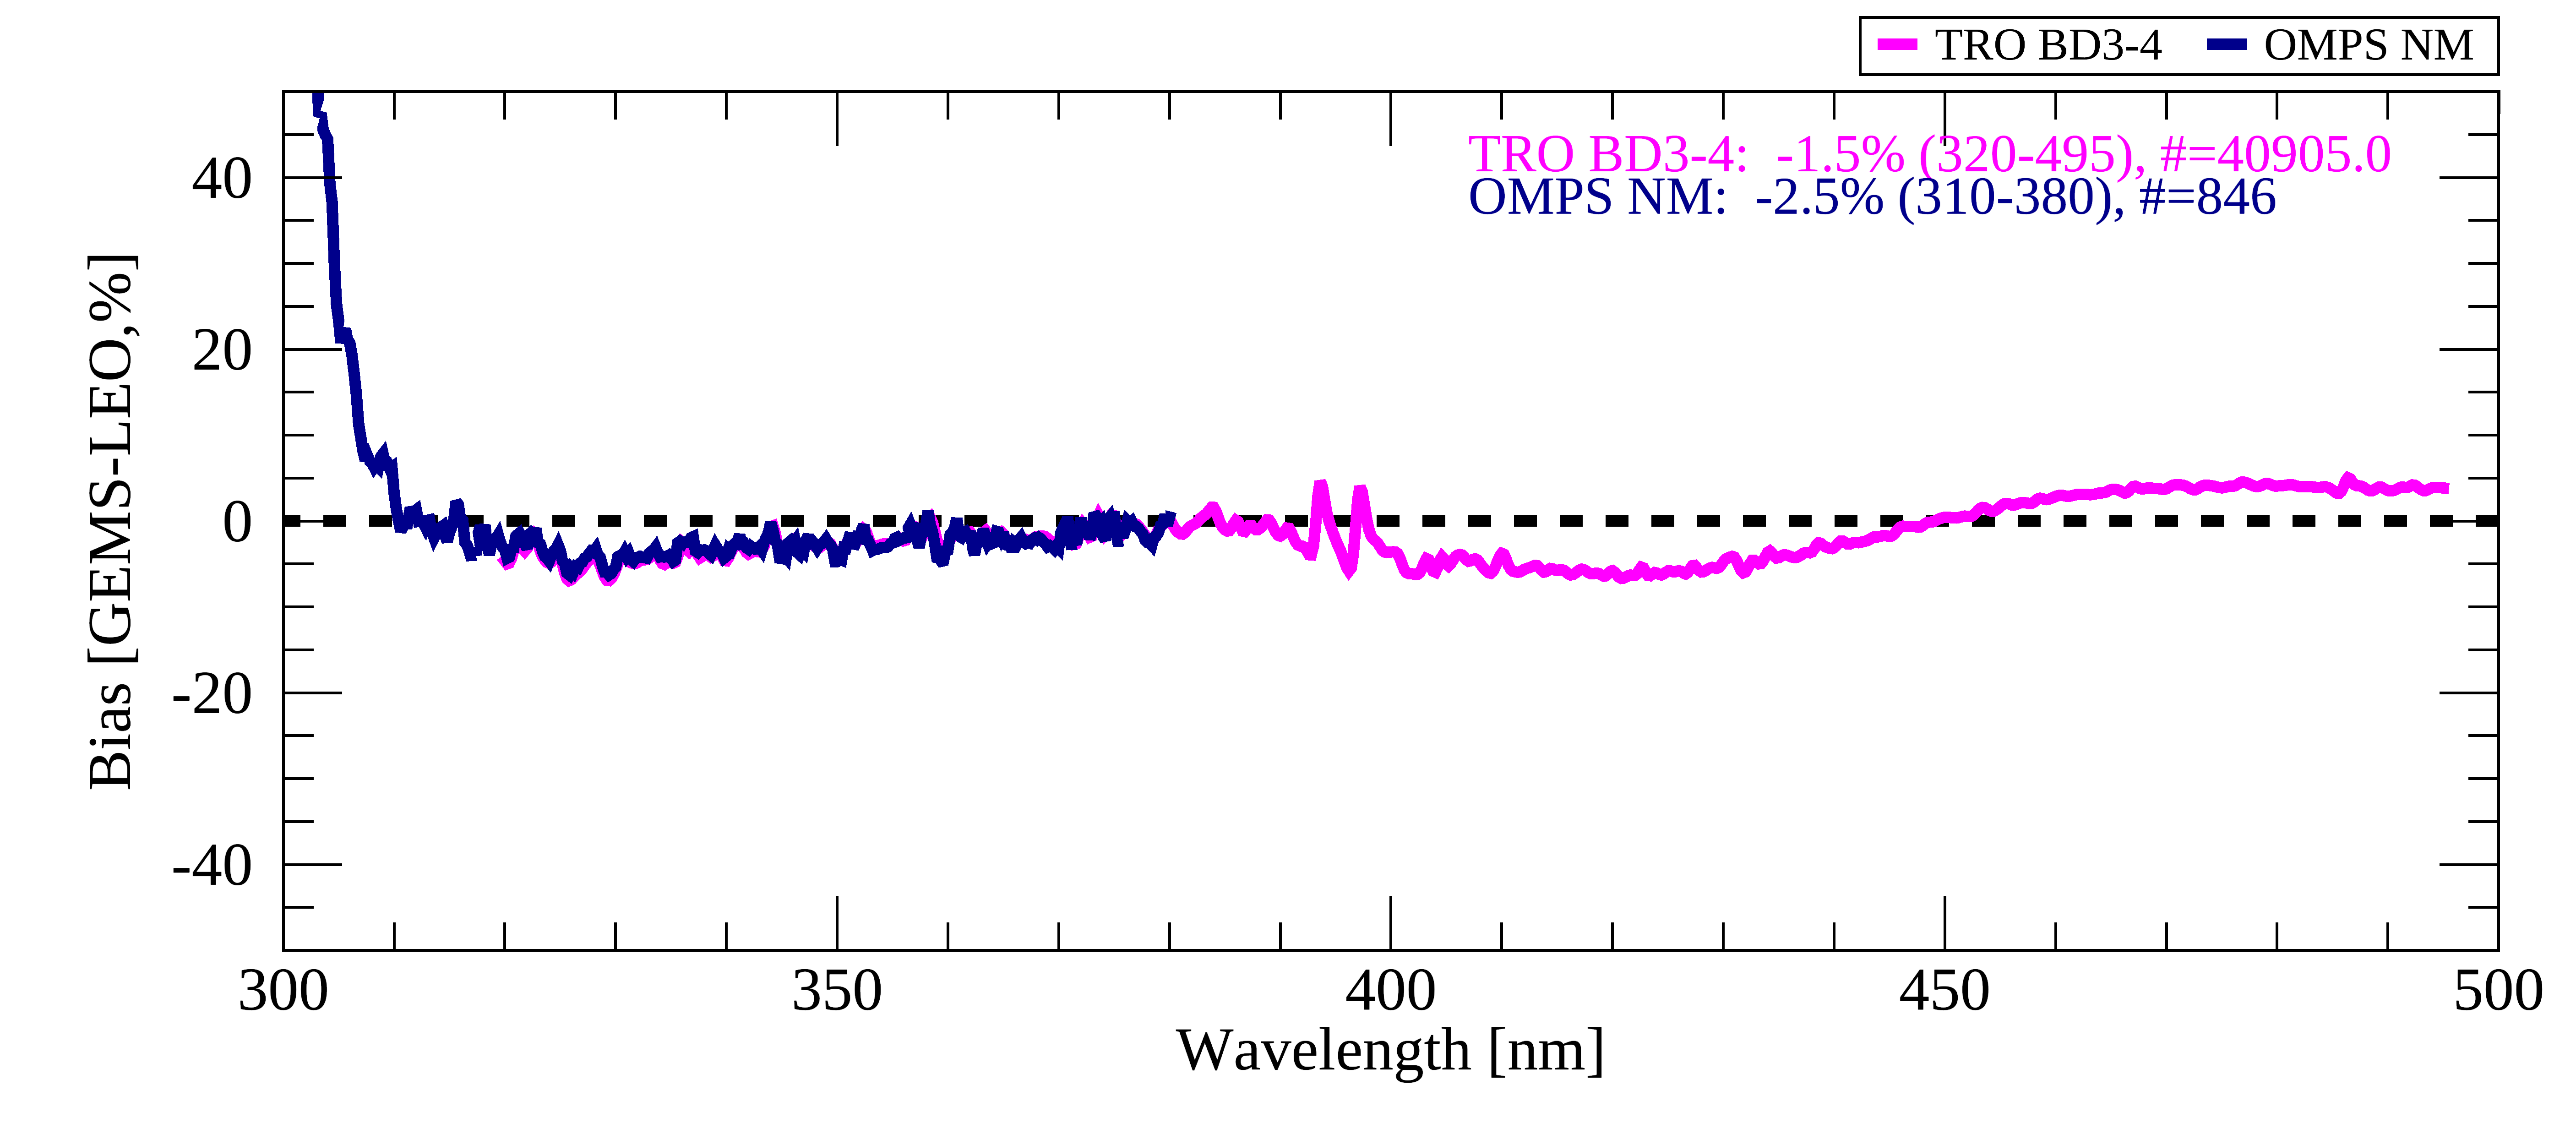 TRO BD3-4 OMPS NM
TRO BD3-4:  -1.5% (320-495), #=40905.0
OMPS NM:  -2.5% (310-380), #=846
Bias [GEMS-LEO,%]
40
20
0
-20
-40
300 350 400 450 500
Wavelength [nm]